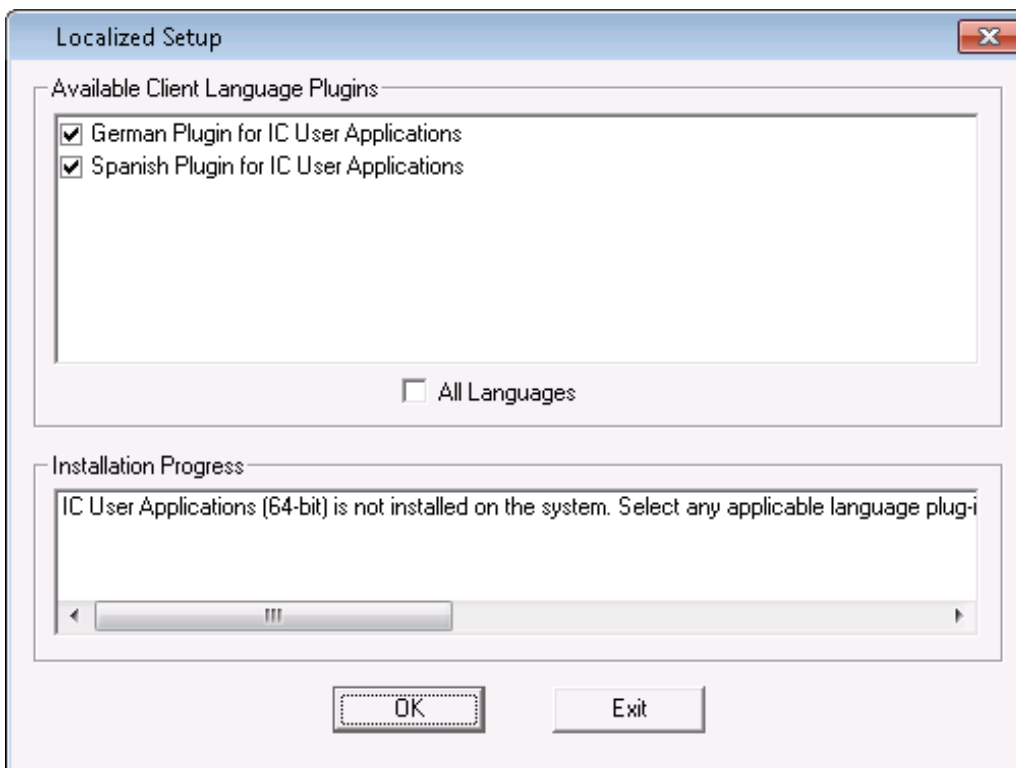 Localized Setup
Available Client Language Plugins
German Plugin for IC User Applications
Spanish Plugin for IC User Applications
All Languages
Installation Progress
IC User Applications (64-bit) is not installed on the system. Select any applicable language plug-i
OK
Exit